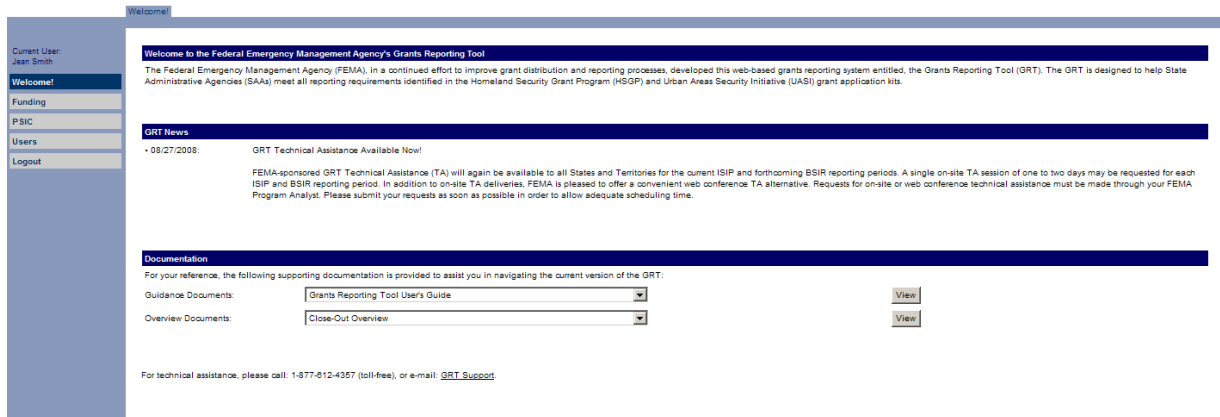 Welcome!
Current User:
Jean Smith
Welcome!
Funding
PSIC
Users
Logout
Welcome to the Federal Emergency Management Agency's Grants Reporting Tool
The Federal Emergency Management Agency (FEMA), in a continued effort to improve grant distribution and reporting processes, developed this web-based grants reporting system entitled, the Grants Reporting Tool (GRT). The GRT is designed to help State
Administrative Agencies (SAAs) meet all reporting requirements identified in the Homeland Security Grant Program (HSGP) and Urban Areas Security Initiative (UASI) grant application kits.
GRT News
• 08/27/2008: GRT Technical Assistance Available Now!
FEMA-sponsored GRT Technical Assistance (TA) will again be available to all States and Territories for the current ISIP and forthcoming BSIR reporting periods. A single on-site TA session of one to two days may be requested for each
ISIP and BSIR reporting period. In addition to on-site TA deliveries, FEMA is pleased to offer a convenient web conference TA alternative. Requests for on-site or web conference technical assistance must be made through your FEMA
Program Analyst. Please submit your requests as soon as possible in order to allow adequate scheduling time.
Documentation
For your reference, the following supporting documentation is provided to assist you in navigating the current version of the GRT:
Guidance Documents: Grants Reporting Tool User's Guide View
Overview Documents: Close-Out Overview View
For technical assistance, please call: 1-877-612-4357 (toll-free), or e-mail: GRT Support.